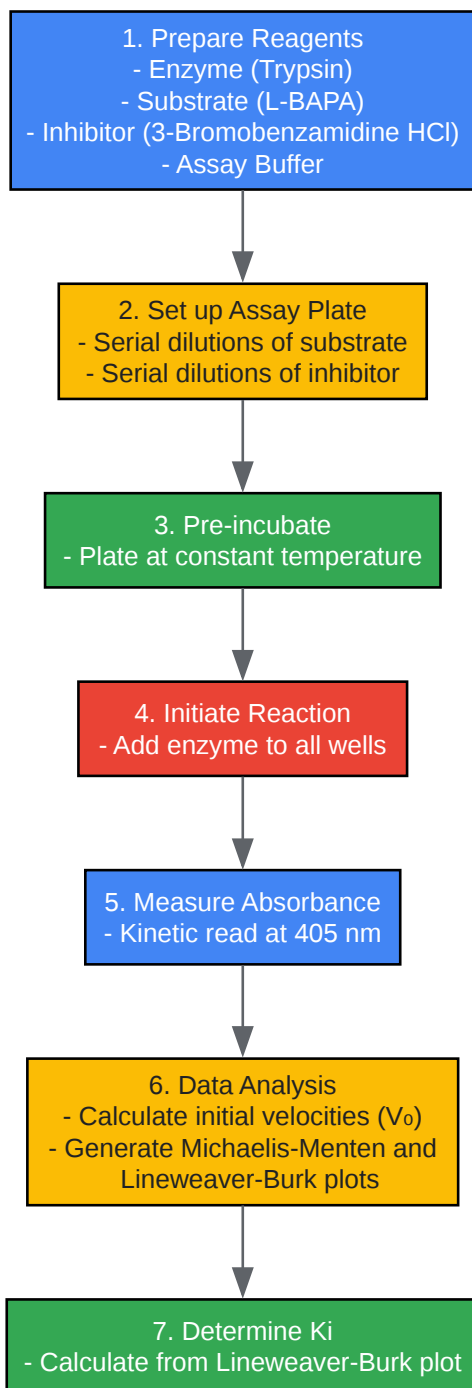 1. Prepare Reagents
- Enzyme (Trypsin)
- Substrate (L-BAPA)
- Inhibitor (3-Bromobenzamidine HCl)
- Assay Buffer
2. Set up Assay Plate
- Serial dilutions of substrate
- Serial dilutions of inhibitor
3. Pre-incubate
- Plate at constant temperature
4. Initiate Reaction
- Add enzyme to all wells
5. Measure Absorbance
- Kinetic read at 405 nm
6. Data Analysis
- Calculate initial velocities (V₀)
- Generate Michaelis-Menten and
Lineweaver-Burk plots
7. Determine Ki
- Calculate from Lineweaver-Burk plot